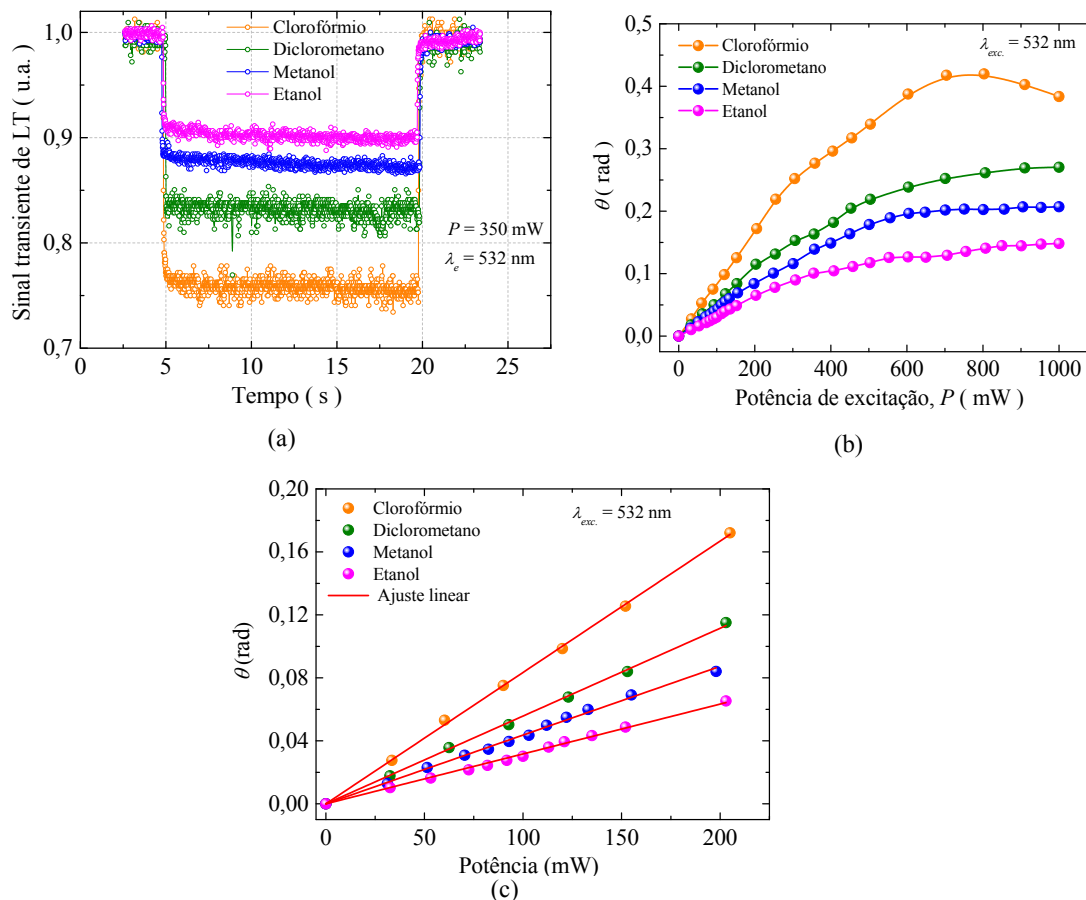 1,0
0,9
0,8
0,7
Sinal transiente de LT ( u.a. )
Clorofórmio
Diclorometano
Metanol
Etanol
P = 350 mW
λe = 532 nm
0 5 10 15 20 25
Tempo ( s )
(a)
0,5
0,4
0,3
0,2
0,1
0,0
θ ( rad )
Clorofórmio
Diclorometano
Metanol
Etanol
λexc. = 532 nm
0 200 400 600 800 1000
Potência de excitação, P ( mW )
(b)
0,20
0,16
0,12
0,08
0,04
0,00
θ (rad)
Clorofórmio
Diclorometano
Metanol
Etanol
Ajuste linear
λexc. = 532 nm
0 50 100 150 200
Potência (mW)
(c)